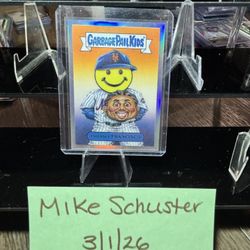 GARBAGE PAIL KIDS
Mike Schuster
3/1/26